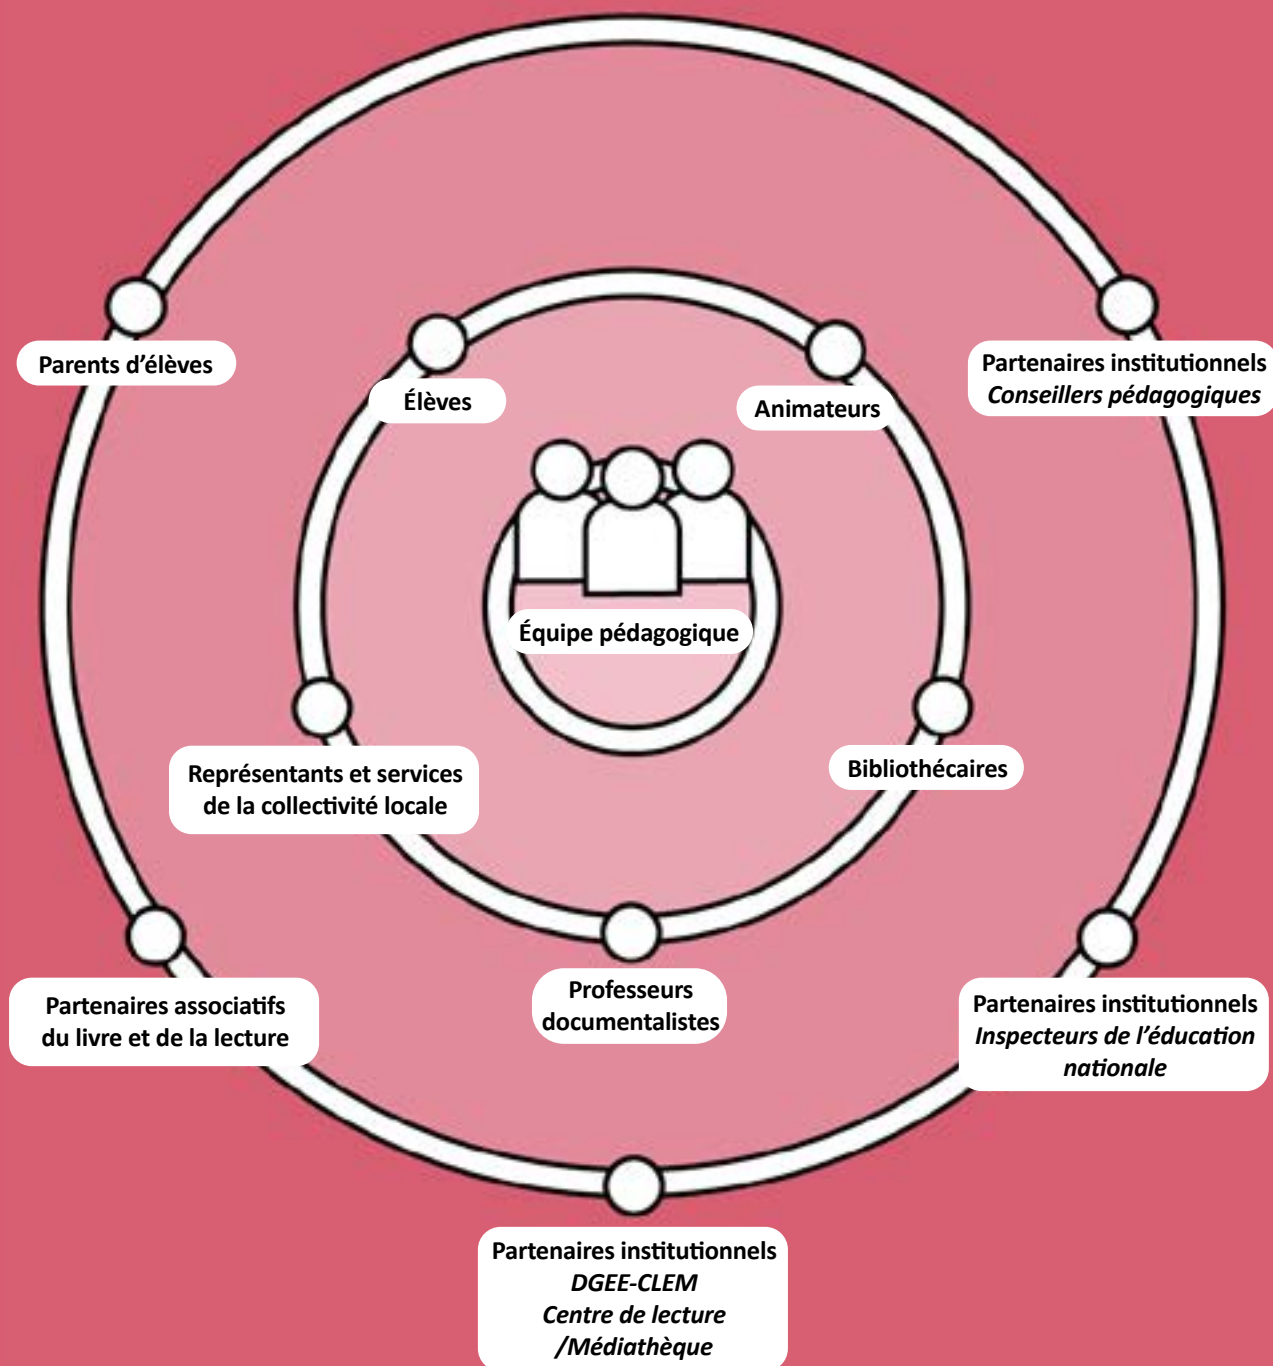 Parents d'élèves
Élèves
Animateurs
Partenaires institutionnels
Conseillers pédagogiques
Équipe pédagogique
Représentants et services
de la collectivité locale
Bibliothécaires
Partenaires associatifs
du livre et de la lecture
Professeurs
documentalistes
Partenaires institutionnels
Inspecteurs de l'éducation
nationale
Partenaires institutionnels
DGEE-CLEM
Centre de lecture
/Médiathèque